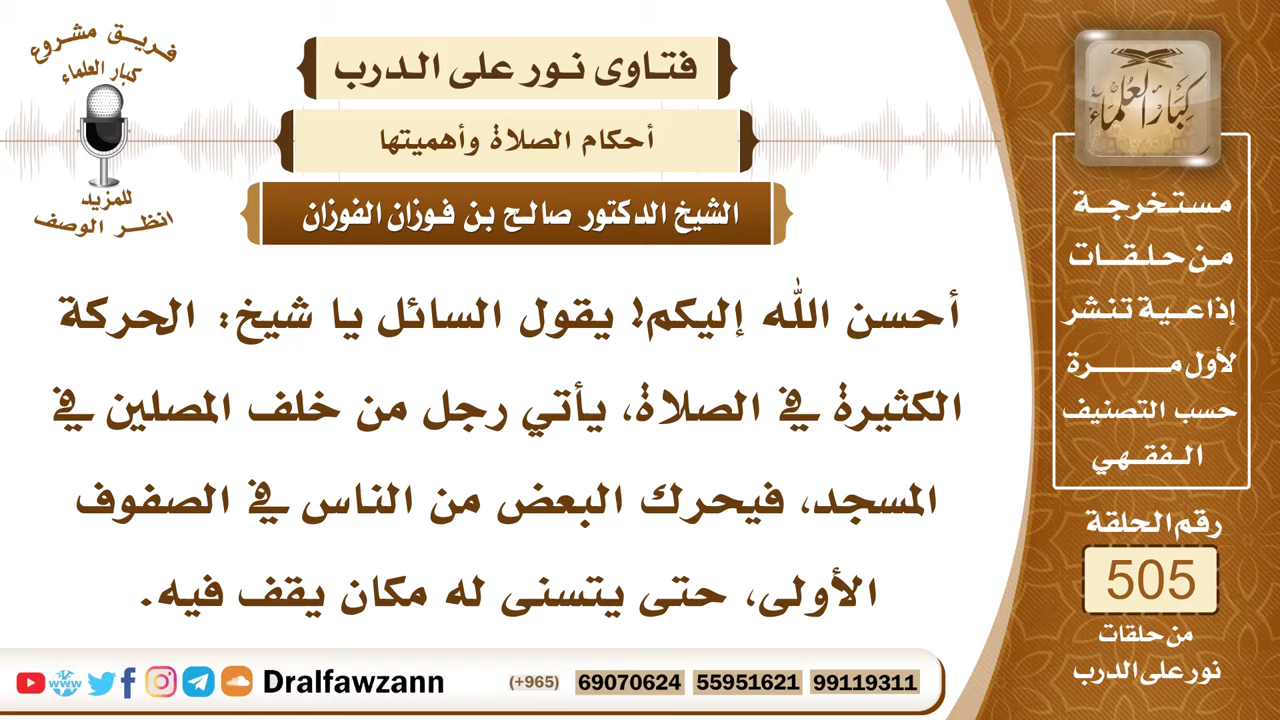 فريق مشروع
كبار العلماء
للمزيد
انظر الوصف
فتاوى نور على الدرب
أحكام الصلاة وأهميتها
الشيخ الدكتور صالح بن فوزان الفوزان
أحسن الله إليكم! يقول السائل يا شيخ: الحركة
الكثيرة في الصلاة، يأتي رجل من خلف المصلين في
المسجد، فيحرك البعض من الناس في الصفوف
الأولى، حتى يتسنى له مكان يقف فيه.
كبار العلماء
مستخرجة
من حلقات
إذاعية تنشر
لأول مرة
حسب التصنيف
الفقهي
رقم الحلقة
505
من حلقات
نور على الدرب
www Dralfawzann (+965) 69070624 55951621 99119311